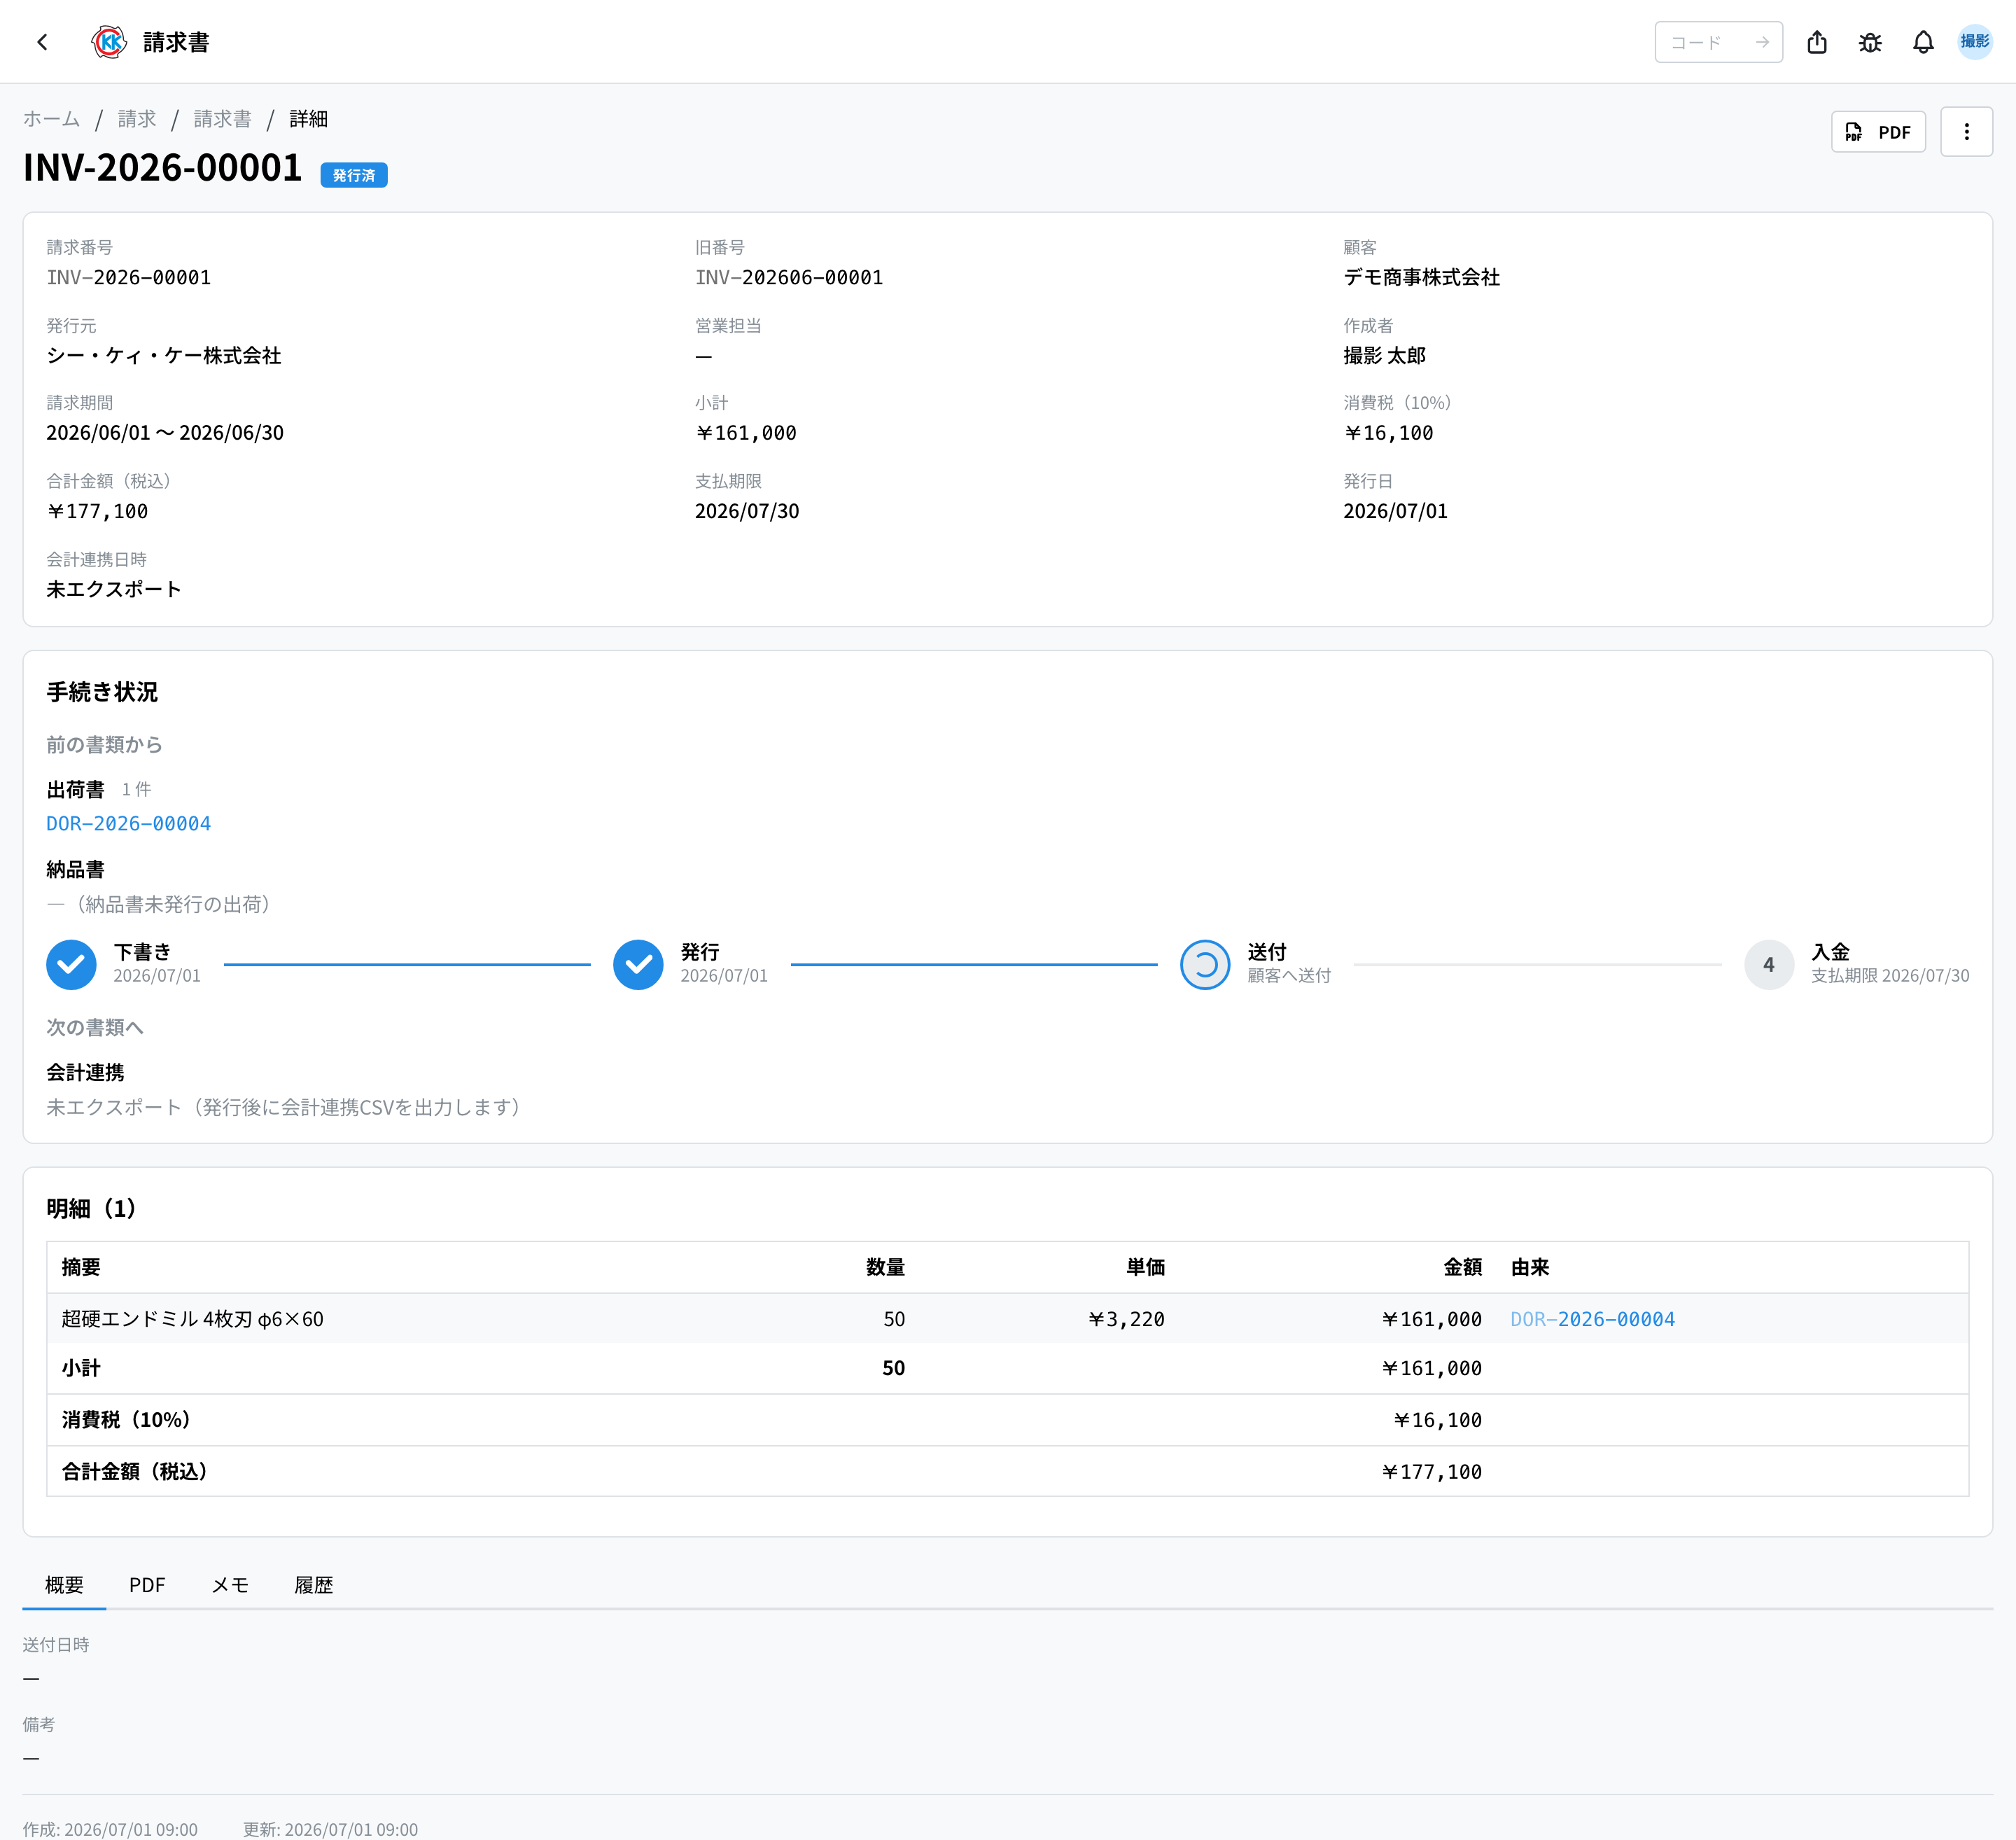 KK 請求書
コード
撮影
ホーム / 請求 / 請求書 / 詳細
PDF PDF
INV-2026-00001 発行済
請求番号 旧番号 顧客
INV-2026-00001 INV-202606-00001 デモ商事株式会社
発行元 営業担当 作成者
シー・ケィ・ケー株式会社 — 撮影 太郎
請求期間 小計 消費税（10%）
2026/06/01 〜 2026/06/30 ¥161,000 ¥16,100
合計金額（税込） 支払期限 発行日
¥177,100 2026/07/30 2026/07/01
会計連携日時
未エクスポート
手続き状況
前の書類から
出荷書 1 件
DOR-2026-00004
納品書
—（納品書未発行の出荷）
下書き 発行 送付 4 入金
2026/07/01 2026/07/01 顧客へ送付 支払期限 2026/07/30
次の書類へ
会計連携
未エクスポート（発行後に会計連携CSVを出力します）
明細（1）
摘要 数量 単価 金額 由来
超硬エンドミル 4枚刃 φ6×60 50 ¥3,220 ¥161,000 DOR-2026-00004
小計 50 ¥161,000
消費税（10%） ¥16,100
合計金額（税込） ¥177,100
概要 PDF メモ 履歴
送付日時
—
備考
—
作成: 2026/07/01 09:00 更新: 2026/07/01 09:00